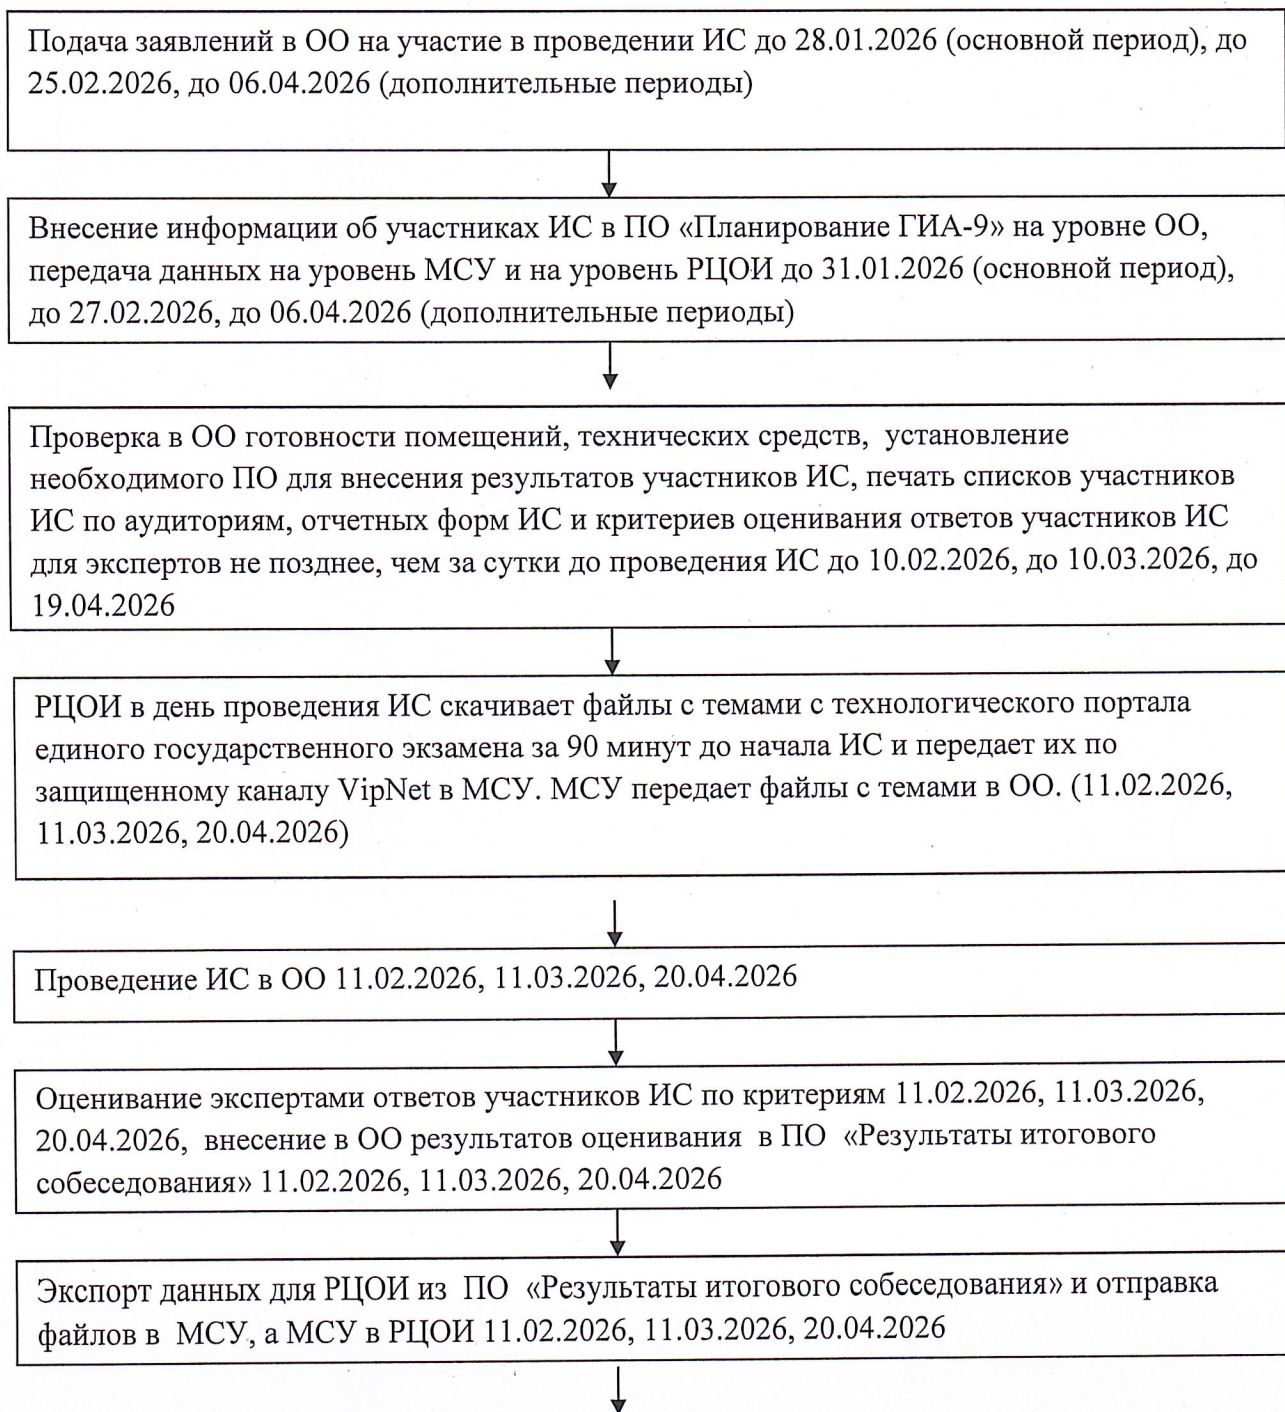 Подача заявлений в ОО на участие в проведении ИС до 28.01.2026 (основной период), до
25.02.2026, до 06.04.2026 (дополнительные периоды)
Внесение информации об участниках ИС в ПО «Планирование ГИА-9» на уровне ОО,
передача данных на уровень МСУ и на уровень РЦОИ до 31.01.2026 (основной период),
до 27.02.2026, до 06.04.2026 (дополнительные периоды)
Проверка в ОО готовности помещений, технических средств, установление
необходимого ПО для внесения результатов участников ИС, печать списков участников
ИС по аудиториям, отчетных форм ИС и критериев оценивания ответов участников ИС
для экспертов не позднее, чем за сутки до проведения ИС до 10.02.2026, до 10.03.2026, до
19.04.2026
РЦОИ в день проведения ИС скачивает файлы с темами с технологического портала
единого государственного экзамена за 90 минут до начала ИС и передает их по
защищенному каналу VipNet в МСУ. МСУ передает файлы с темами в ОО. (11.02.2026,
11.03.2026, 20.04.2026)
Проведение ИС в ОО 11.02.2026, 11.03.2026, 20.04.2026
Оценивание экспертами ответов участников ИС по критериям 11.02.2026, 11.03.2026,
20.04.2026, внесение в ОО результатов оценивания в ПО «Результаты итогового
собеседования» 11.02.2026, 11.03.2026, 20.04.2026
Экспорт данных для РЦОИ из ПО «Результаты итогового собеседования» и отправка
файлов в МСУ, а МСУ в РЦОИ 11.02.2026, 11.03.2026, 20.04.2026